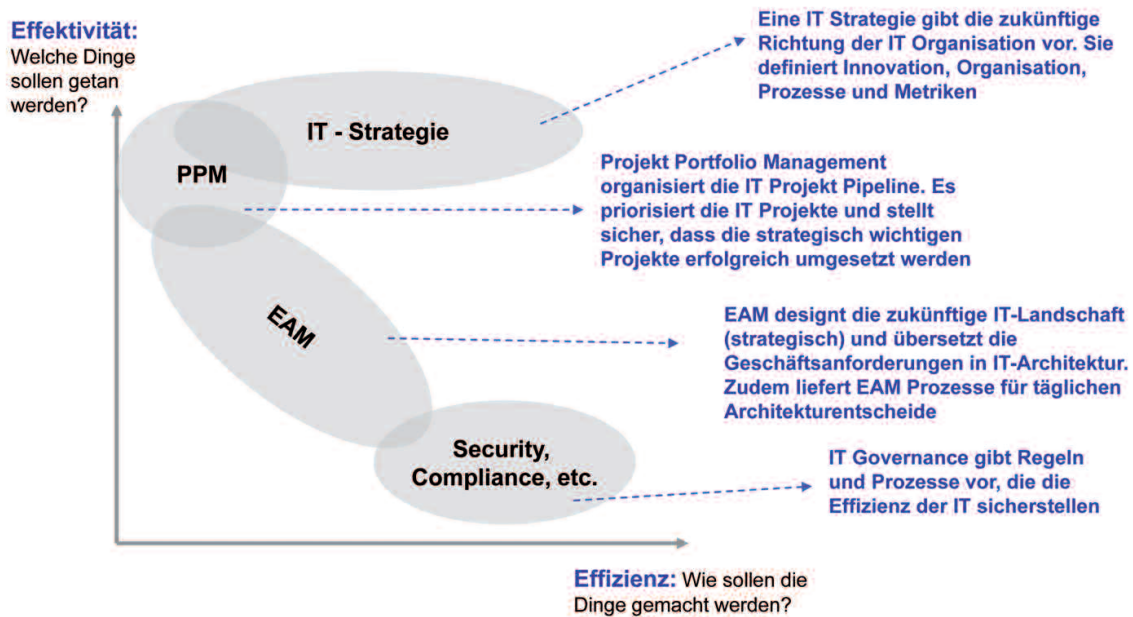 Effektivität:
Welche Dinge
sollen getan
werden?
Eine IT Strategie gibt die zukünftige
Richtung der IT Organisation vor. Sie
definiert Innovation, Organisation,
Prozesse und Metriken
IT - Strategie
PPM
Projekt Portfolio Management
organisiert die IT Projekt Pipeline. Es
priorisiert die IT Projekte und stellt
sicher, dass die strategisch wichtigen
Projekte erfolgreich umgesetzt werden
EAM
EAM designt die zukünftige IT-Landschaft
(strategisch) und übersetzt die
Geschäftsanforderungen in IT-Architektur.
Zudem liefert EAM Prozesse für täglichen
Architekturentscheide
Security,
Compliance, etc.
IT Governance gibt Regeln
und Prozesse vor, die die
Effizienz der IT sicherstellen
Effizienz: Wie sollen die
Dinge gemacht werden?